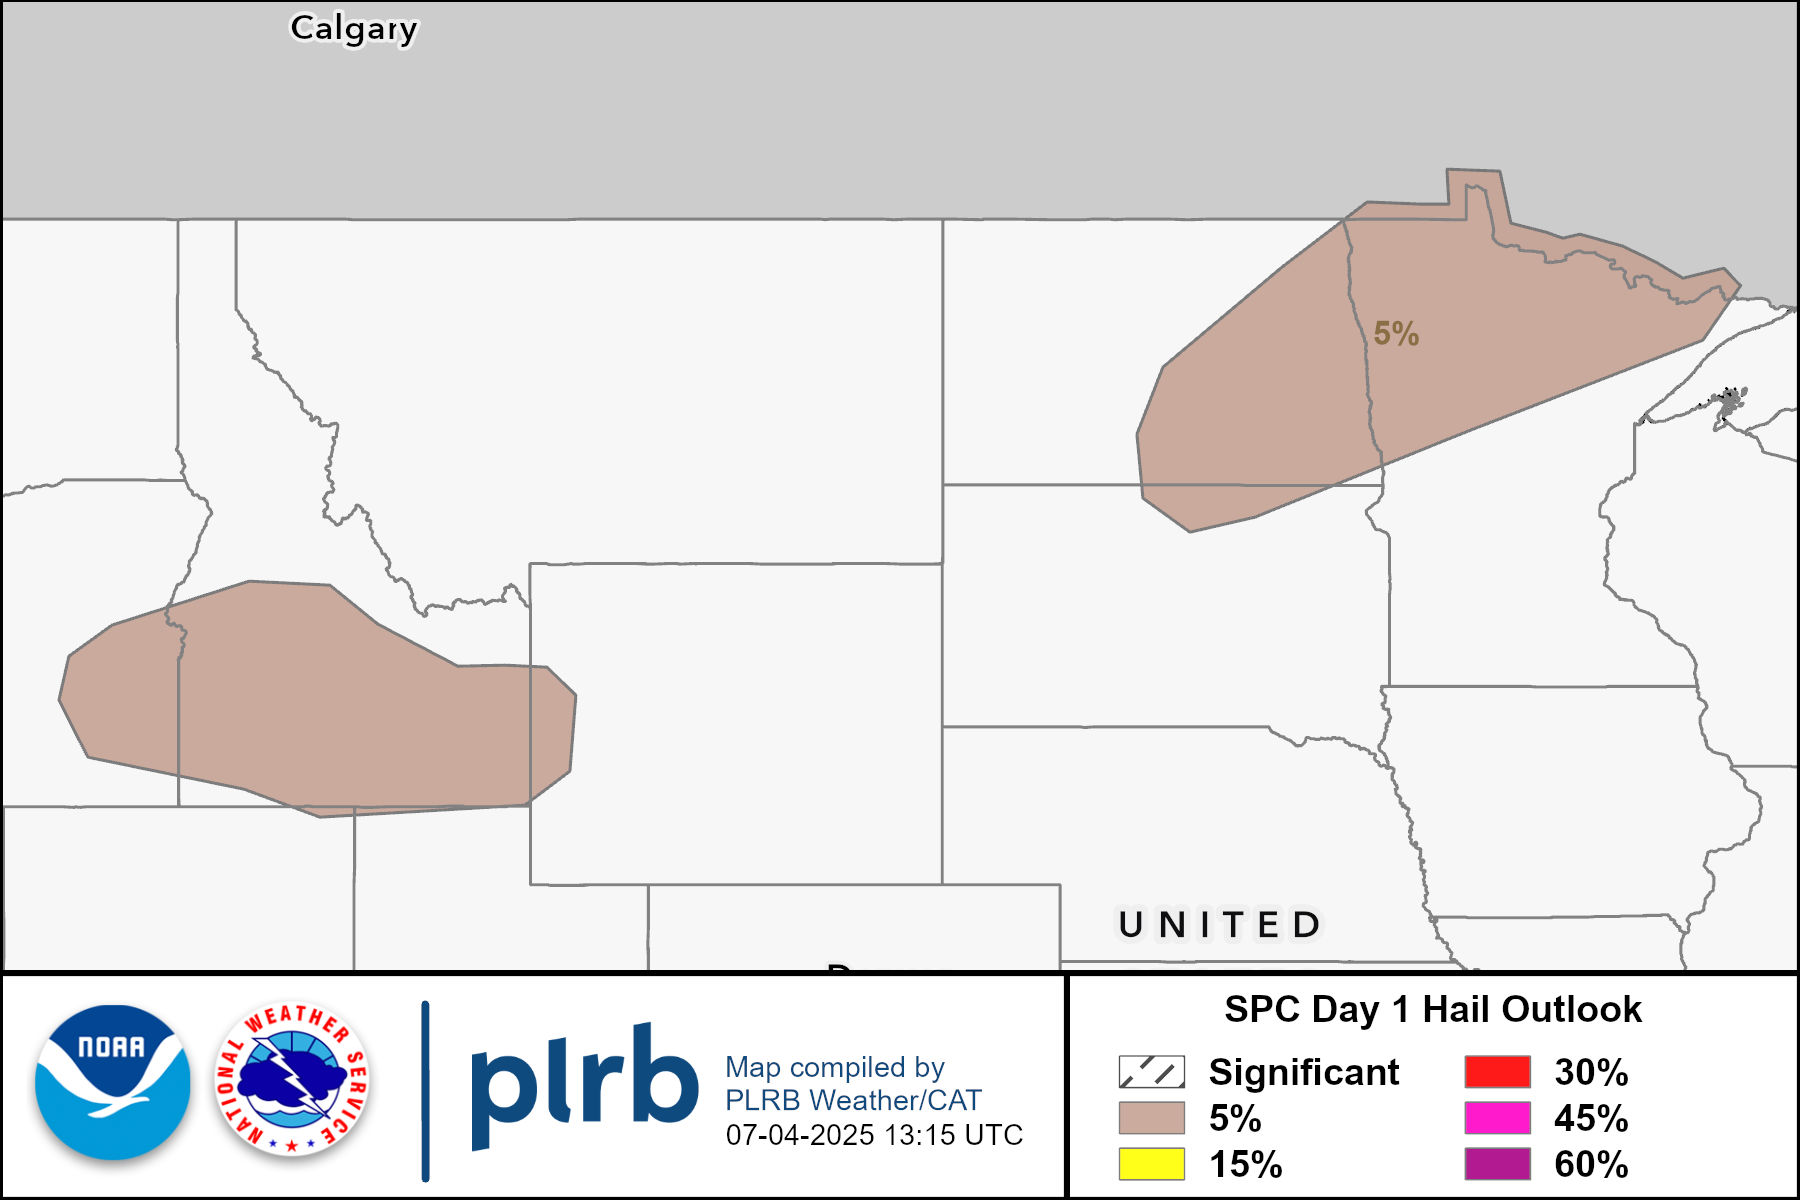 Calgary
5%
UNITED
NOAA
NATIONAL WEATHER SERVICE
plrb
Map compiled by
PLRB Weather/CAT
07-04-2025 13:15 UTC
SPC Day 1 Hail Outlook
Significant
5%
15%
30%
45%
60%